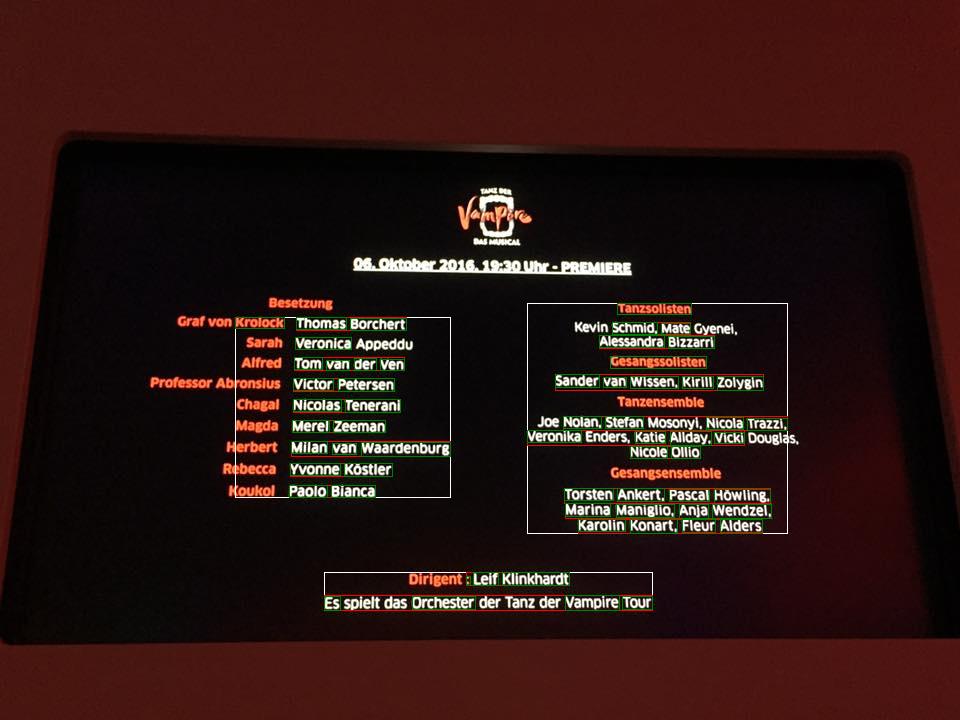 TANZ DER
Vampire
DAS MUSICAL
06. Oktober 2016, 19:30 Uhr - PREMIERE
Besetzung
Graf von Krolock Thomas Borchert
Sarah Veronica Appeddu
Alfred Tom van der Ven
Professor Abronsius Victor Petersen
Chagal Nicolas Tenerani
Magda Merel Zeeman
Herbert Milan van Waardenburg
Rebecca Yvonne Köstler
Koukol Paolo Bianca
Tanzsolisten
Kevin Schmid, Mate Gyenei,
Alessandra Bizzarri
Gesangssolisten
Sander van Wissen, Kirill Zolygin
Tanzensemble
Joe Nolan, Stefan Mosonyi, Nicola Trazzi,
Veronika Enders, Katie Allday, Vicki Douglas,
Nicole Ollio
Gesangsensemble
Torsten Ankert, Pascal Höwling,
Marina Maniglio, Anja Wendzel,
Karolin Konart, Fleur Alders
Dirigent : Leif Klinkhardt
Es spielt das Orchester der Tanz der Vampire Tour